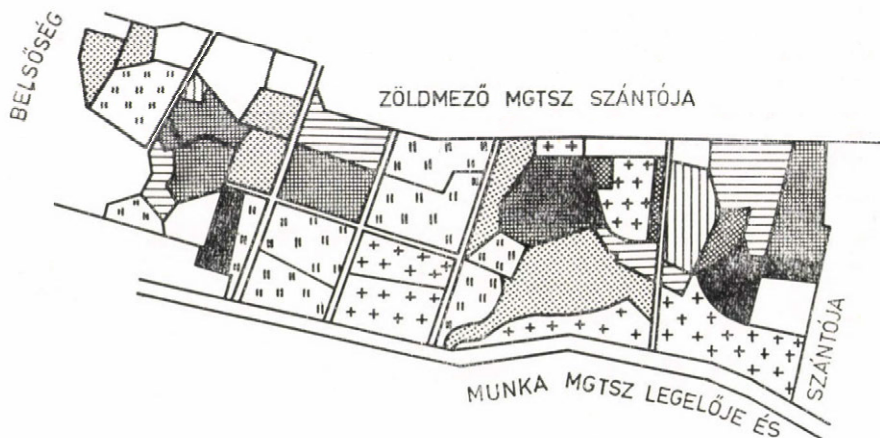 BELSŐSÉG
ZÖLDMEZŐ MGTSZ SZÁNTÓJA
MUNKA MGTSZ LEGELŐJE ÉS
SZÁNTÓJA